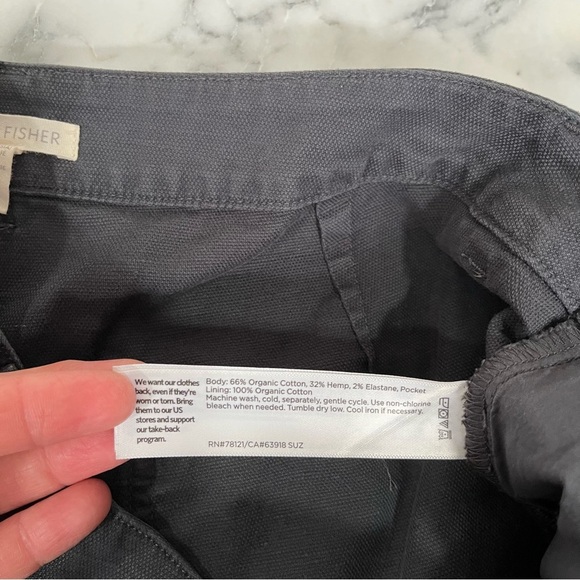 FISHER
We want our clothes
back, even if they're
worn or torn. Bring
them to our US
stores and support
our take-back
program.
Body: 66% Organic Cotton, 32% Hemp, 2% Elastane, Pocket
Lining: 100% Organic Cotton
Machine wash, cold, separately, gentle cycle. Use non-chlorine
bleach when needed. Tumble dry low. Cool iron if necessary.
RN#78121/CA#63918 SUZ